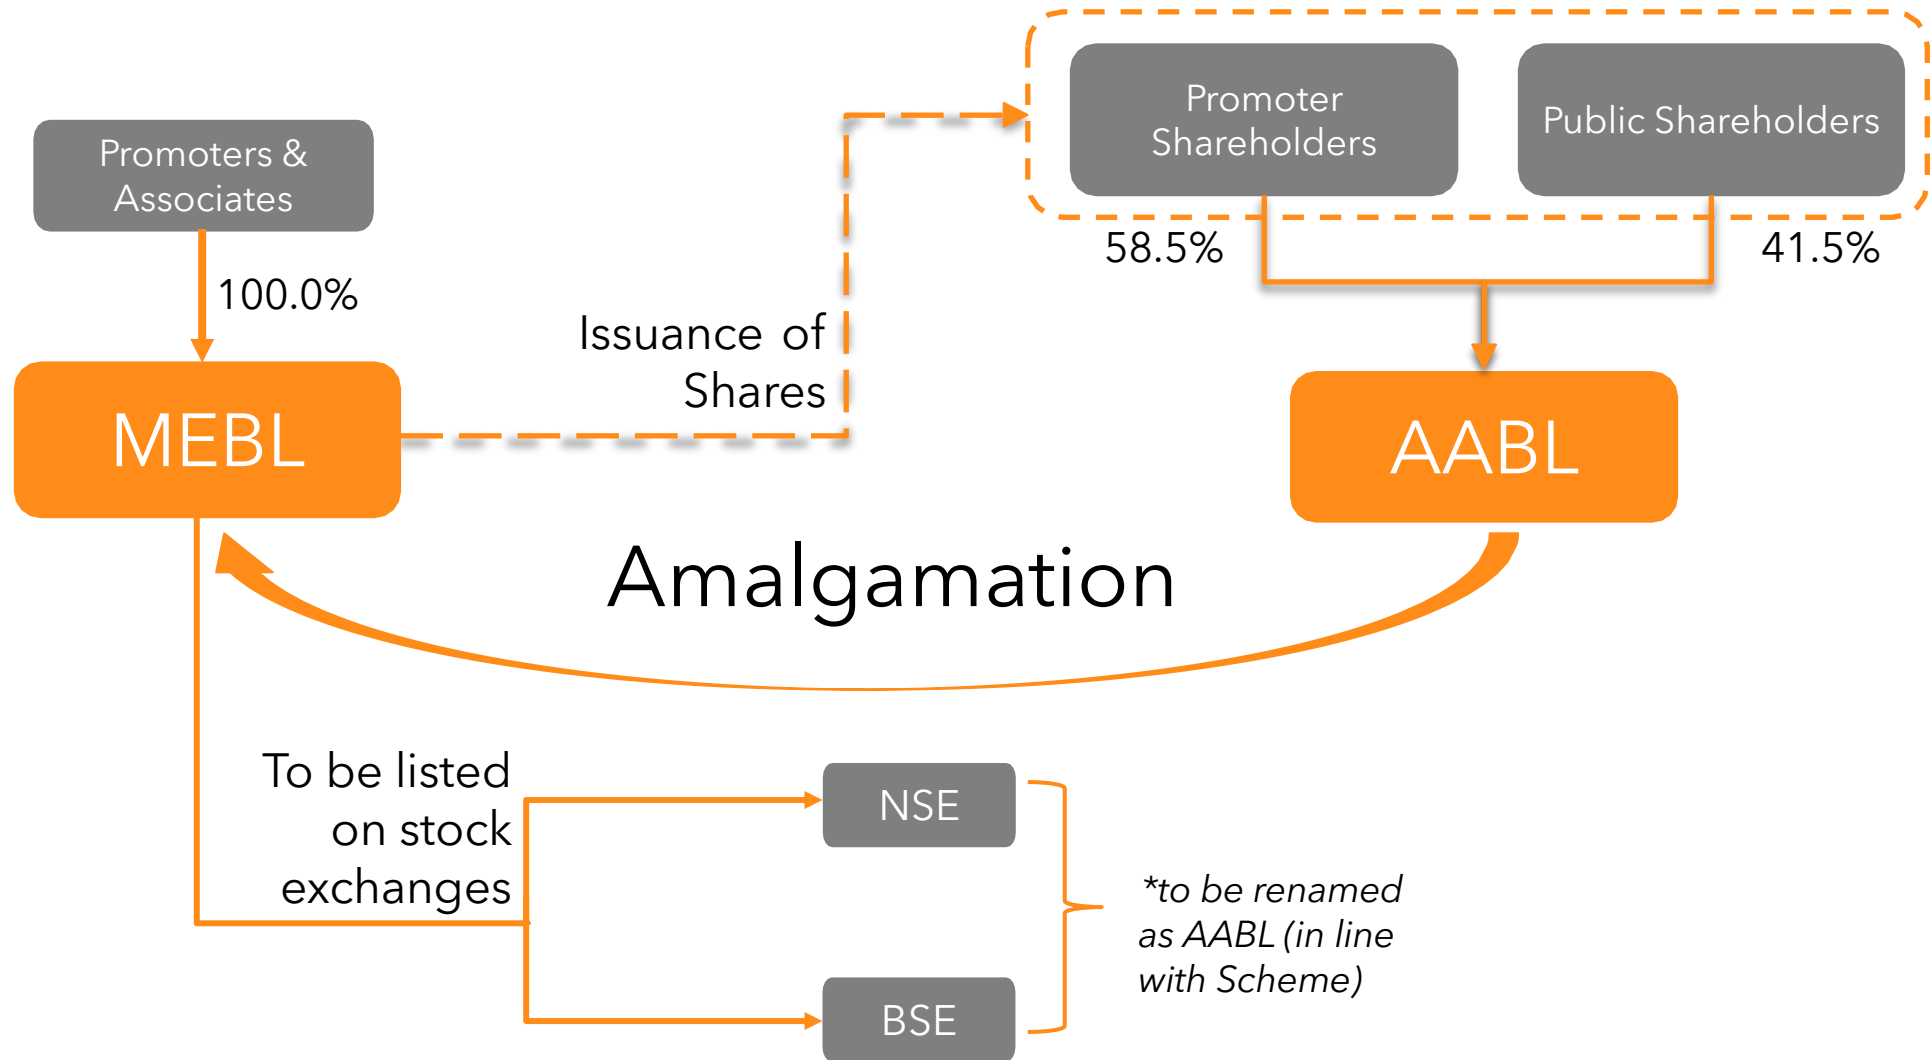 Promoters &
Associates
100.0%
MEBL
Issuance of
Shares
Promoter
Shareholders
Public Shareholders
58.5%
41.5%
AABL
Amalgamation
To be listed
on stock
exchanges
NSE
BSE
*to be renamed
as AABL (in line
with Scheme)